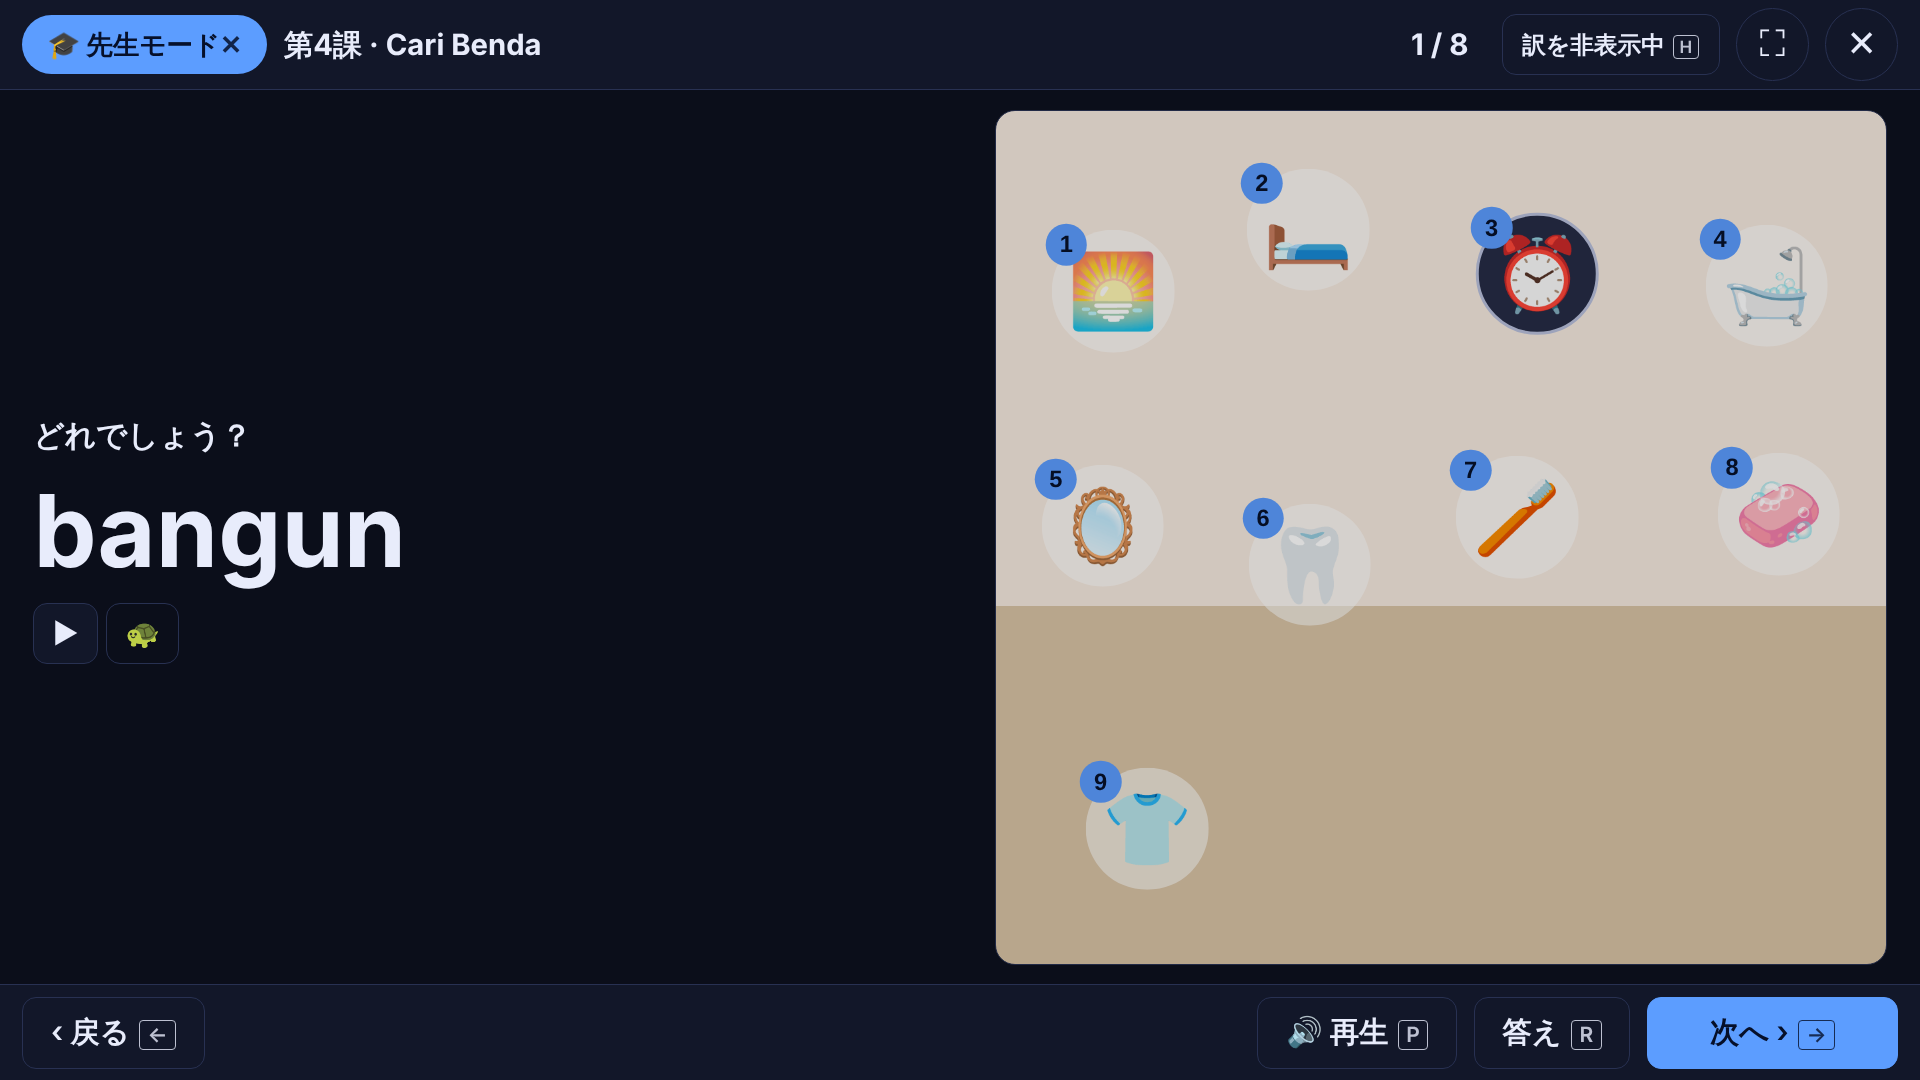 🎓 先生モード✕
第4課 · Cari Benda
1 / 8
訳を非表示中 H
✕
どれでしょう？
bangun
1
2
3
4
5
6
7
8
9
‹ 戻る ←
再生 P
答え R
次へ › →